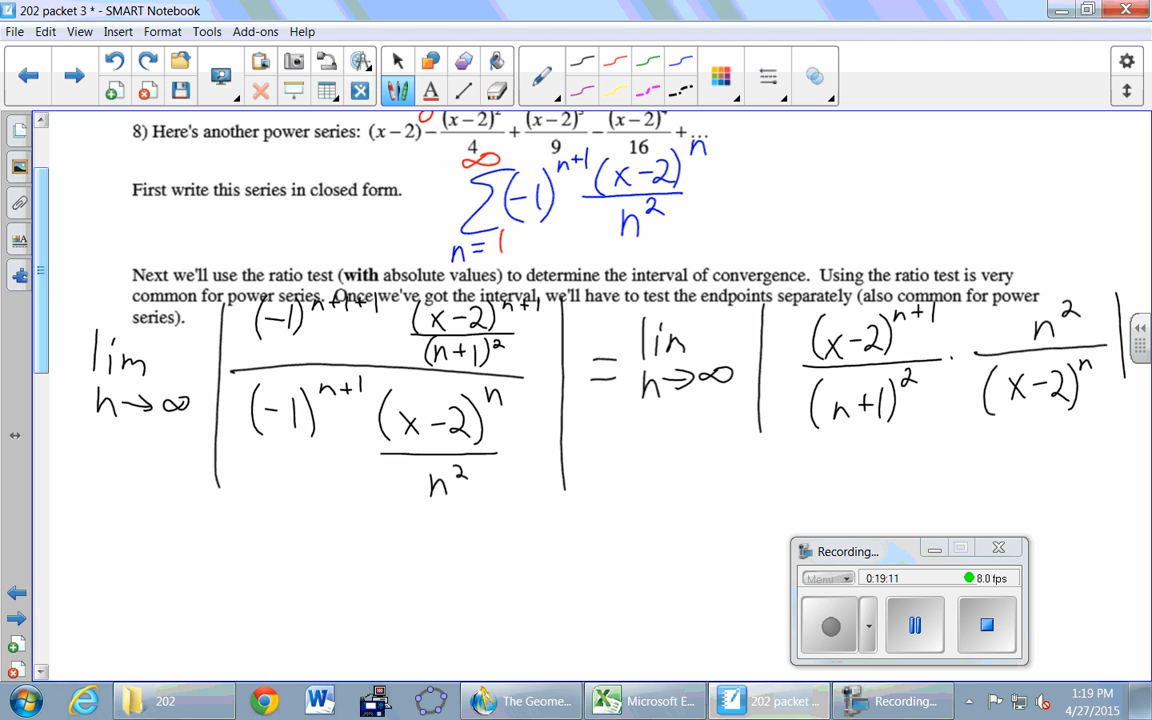 202 packet 3 * - SMART Notebook
File Edit View Insert Format Tools Add-ons Help
8) Here's another power series: (x−2) − (x−2)²/4 + (x−2)³/9 − (x−2)⁴/16 + ...
∞
First write this series in closed form. Σ (-1)^(n+1) (x-2)^n / n²
n = 1
Next we'll use the ratio test (with absolute values) to determine the interval of convergence. Using the ratio test is very
common for power series. Once we've got the interval, we'll have to test the endpoints separately (also common for power
series).
lim n→∞ | (-1)^(n+1+1) (x-2)^(n+1)/(n+1)² / (-1)^(n+1) (x-2)^n/n² | = lim n→∞ | (x-2)^(n+1)/(n+1)² · n²/(x-2)^n |
Recording...
Menu 0:19:11 8.0 fps
202 The Geome... Microsoft E... 202 packet ... Recording...
1:19 PM
4/27/2015